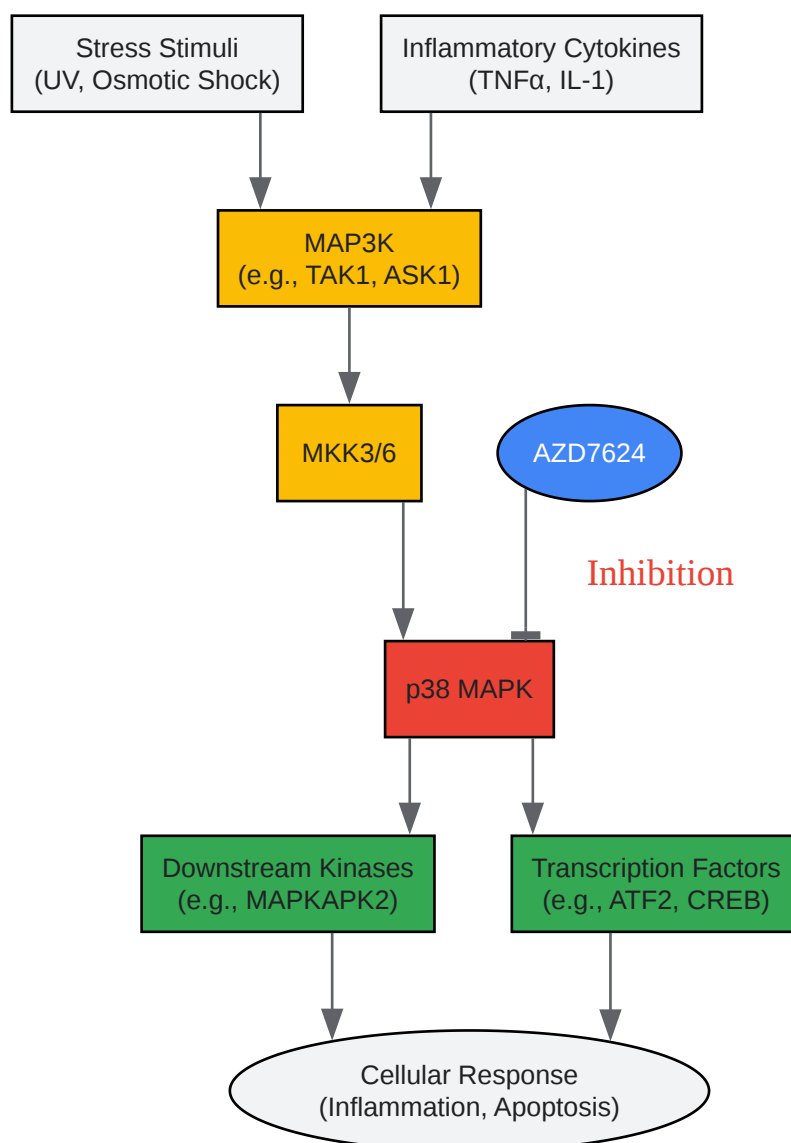 Stress Stimuli
(UV, Osmotic Shock)
Inflammatory Cytokines
(TNFα, IL-1)
MAP3K
(e.g., TAK1, ASK1)
MKK3/6
AZD7624
Inhibition
p38 MAPK
Downstream Kinases
(e.g., MAPKAPK2)
Transcription Factors
(e.g., ATF2, CREB)
Cellular Response
(Inflammation, Apoptosis)